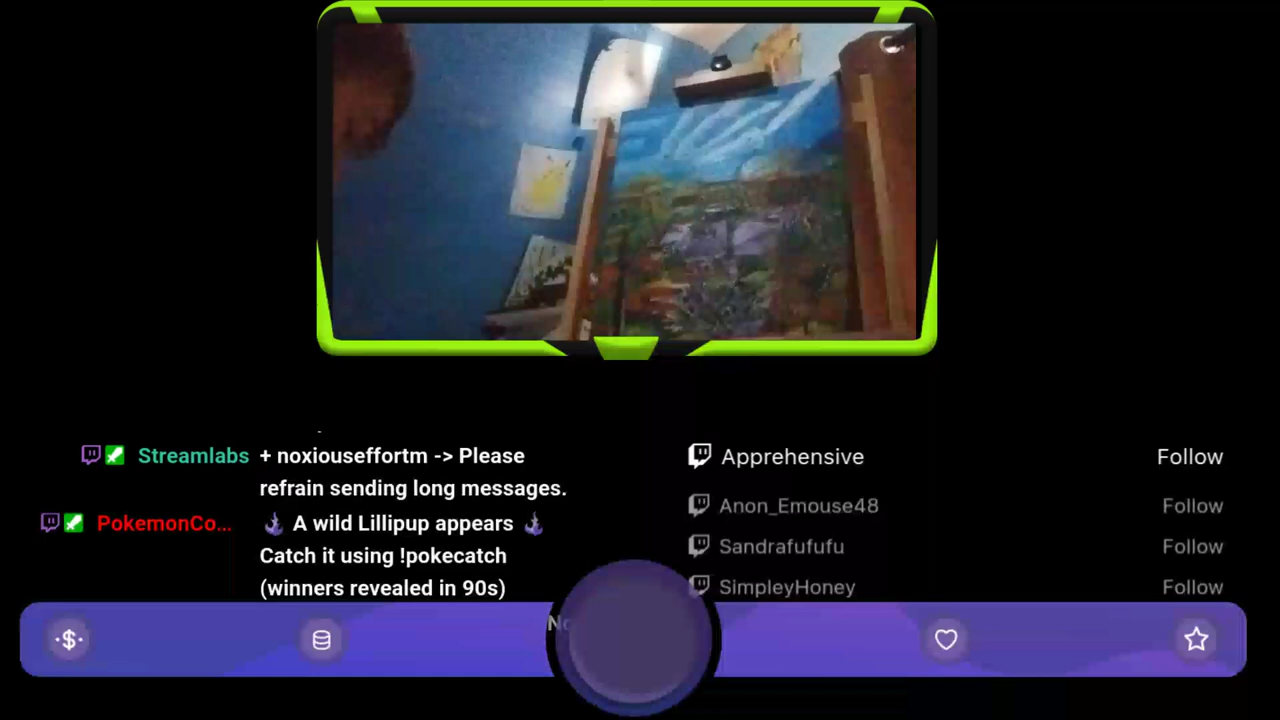 Streamlabs + noxiouseffortm -> Please
refrain sending long messages.
PokemonCo... A wild Lillipup appears
Catch it using !pokecatch
(winners revealed in 90s)
Apprehensive Follow
Anon_Emouse48 Follow
Sandrafufufu Follow
SimpleyHoney Follow